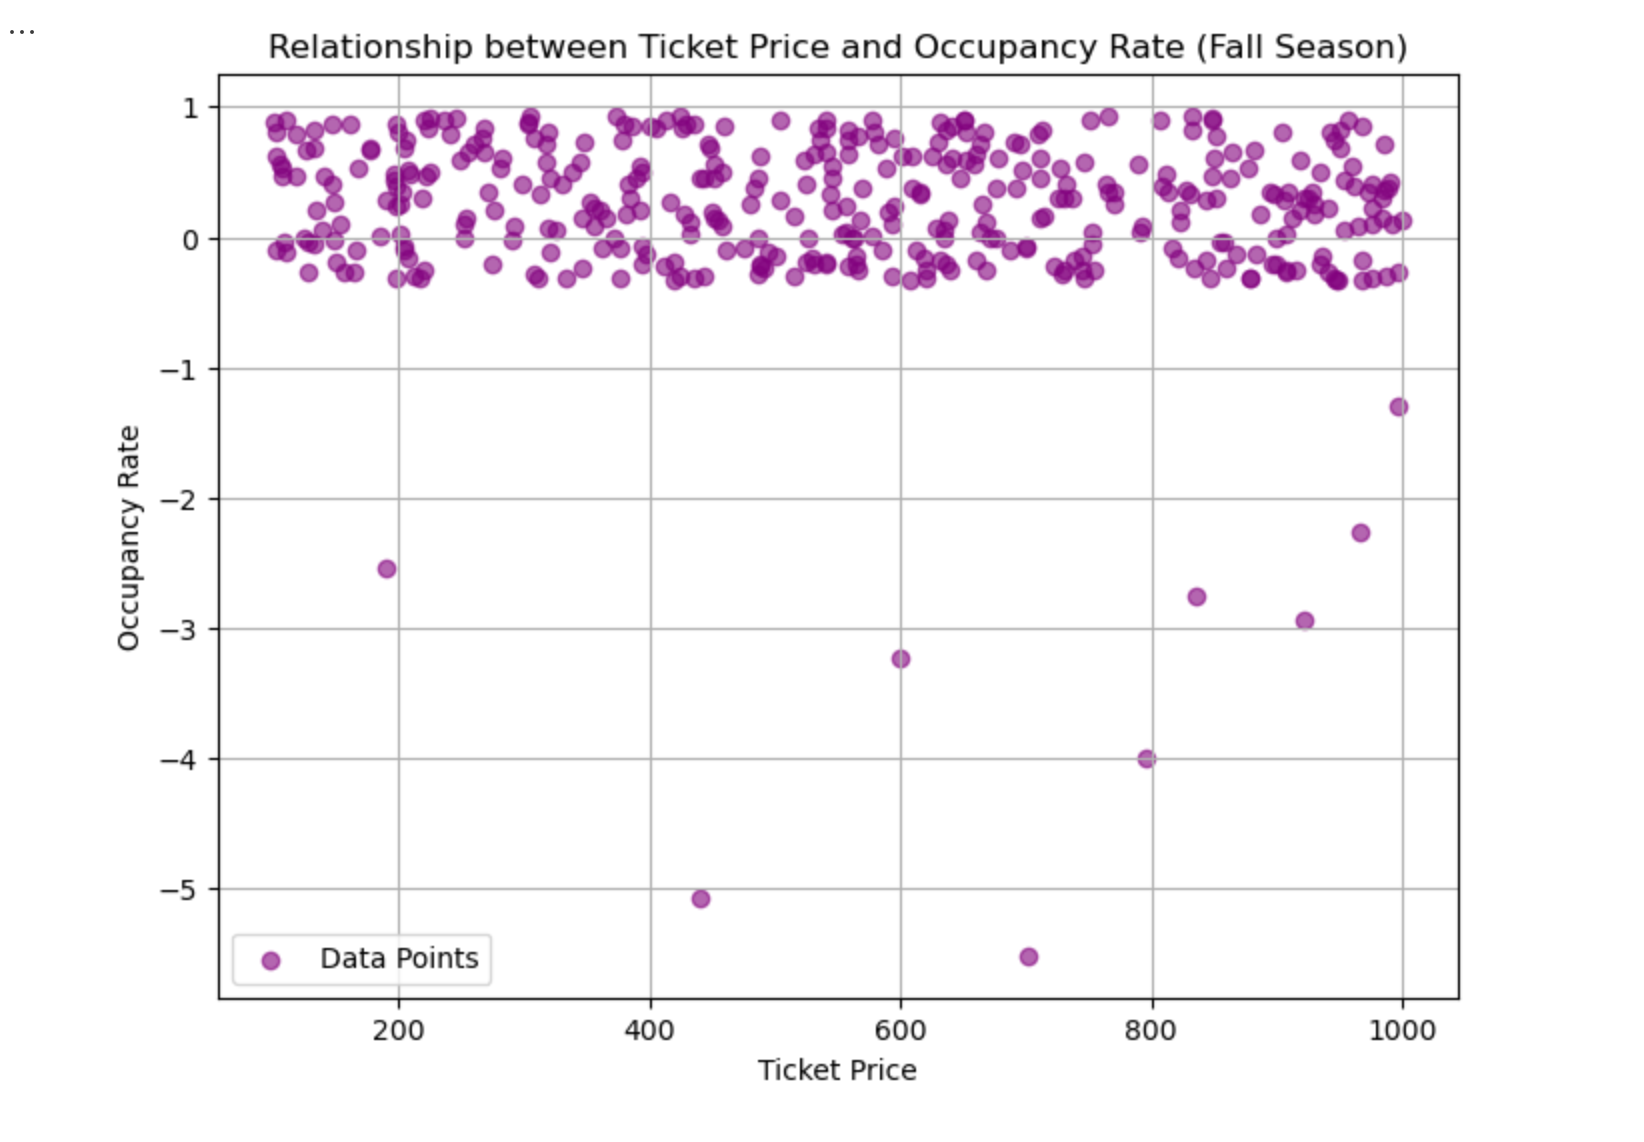 ...
Relationship between Ticket Price and Occupancy Rate (Fall Season)
1
0
−1
−2
−3
−4
−5
Occupancy Rate
Data Points
200 400 600 800 1000
Ticket Price